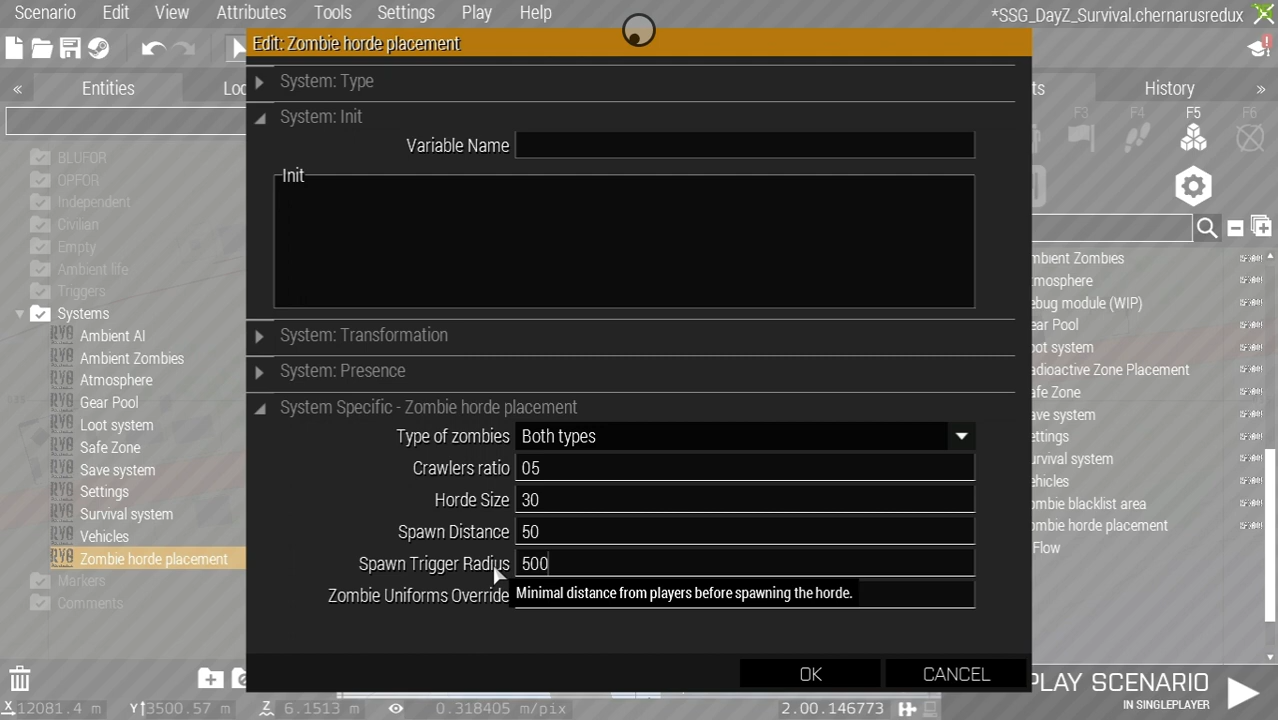 Scenario Edit View Attributes Tools Settings Play Help
*SSG_DayZ_Survival.chernarusredux
Edit: Zombie horde placement
« Entities
History »
F3 F4 F5 F6
System: Type
System: Init
Variable Name
Init
System: Transformation
System: Presence
System Specific - Zombie horde placement
Type of zombies Both types
Crawlers ratio 05
Horde Size 30
Spawn Distance 50
Spawn Trigger Radius 500
Minimal distance from players before spawning the horde.
Zombie Uniforms Override
OK CANCEL
BLUFOR
OPFOR
Independent
Civilian
Empty
Ambient life
Triggers
Systems
Ambient AI
Ambient Zombies
Atmosphere
Gear Pool
Loot system
Safe Zone
Save system
Settings
Survival system
Vehicles
Zombie horde placement
Markers
Comments
mbient Zombies
tmosphere
ebug module (WIP)
ear Pool
oot system
adioactive Zone Placement
afe Zone
ave system
ettings
urvival system
ehicles
ombie blacklist area
ombie horde placement
Flow
PLAY SCENARIO
IN SINGLEPLAYER
X 12081.4 m Y 3500.57 m Z 6.1513 m 0.318405 m/pix 2.00.146773